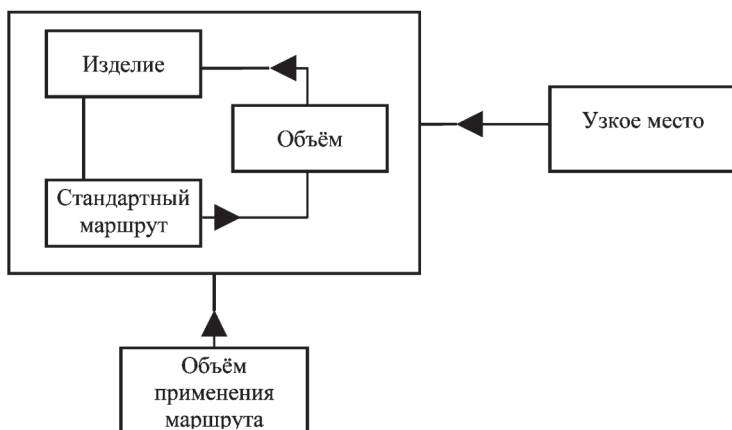 Изделие
Объём
Узкое место
Стандартный
маршрут
Объём
применения
маршрута